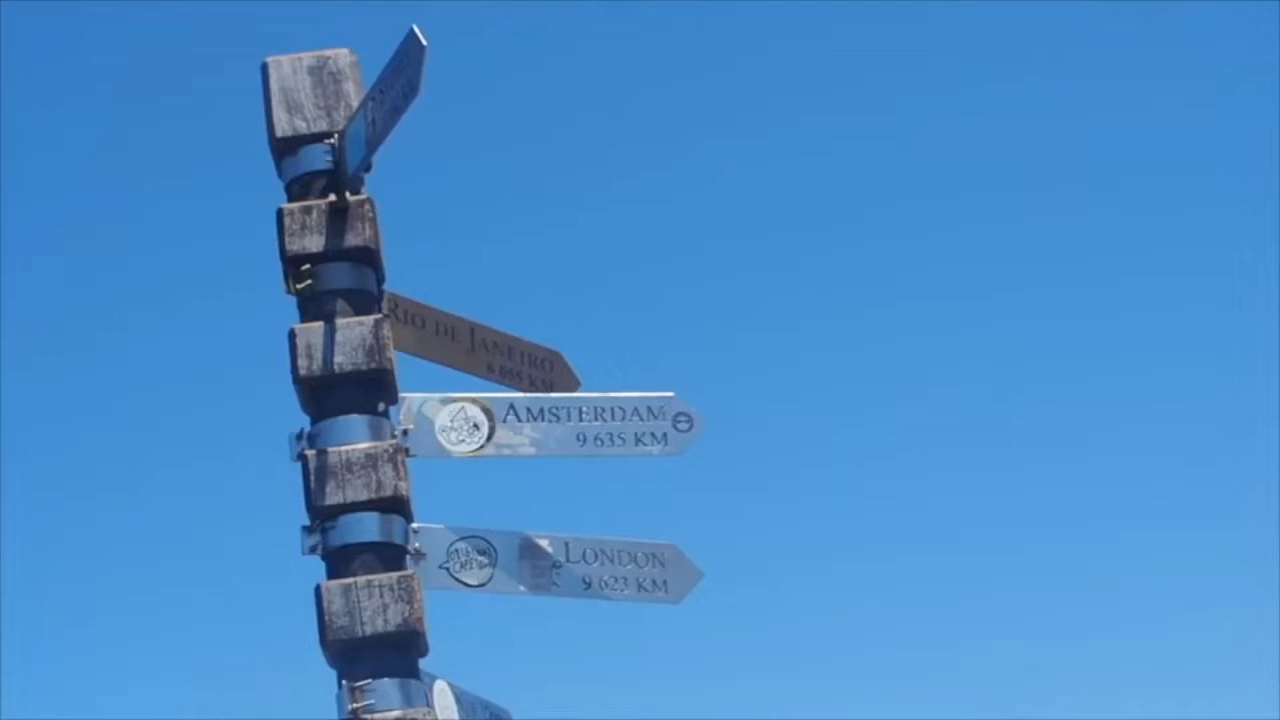 RIO DE JANEIRO
6 055 KM
AMSTERDAM
9 635 KM
LONDON
9 623 KM